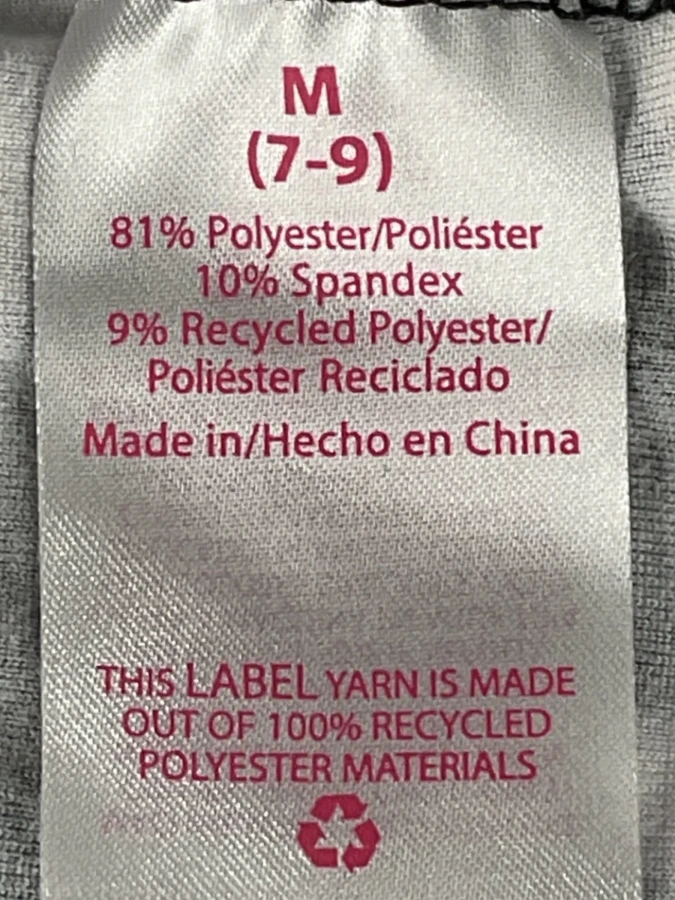 M
(7-9)
81% Polyester/Poliéster
10% Spandex
9% Recycled Polyester/
Poliéster Reciclado
Made in/Hecho en China
THIS LABEL YARN IS MADE
OUT OF 100% RECYCLED
POLYESTER MATERIALS